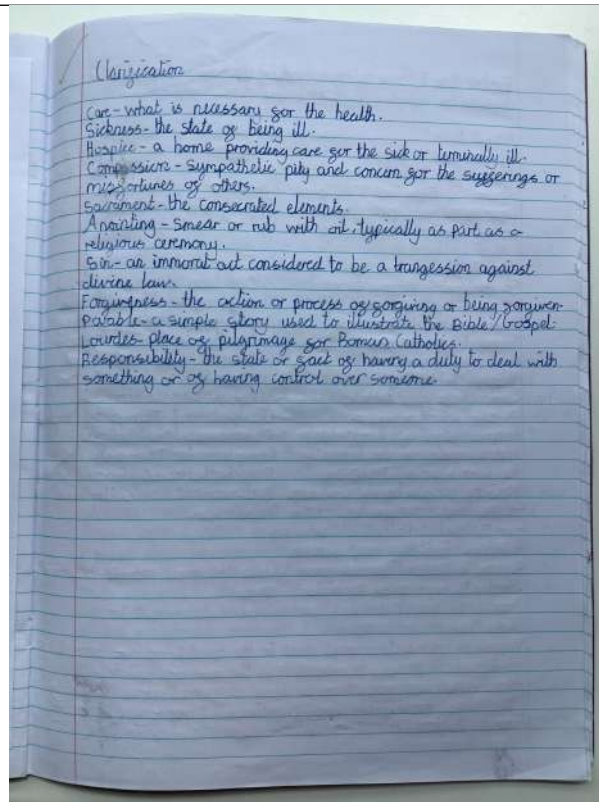 Clarification
Care - what is necessary for the health.
Sickness - the state of being ill.
Hospice - a home providing care for the sick or terminally ill.
Compassion - sympathetic pity and concern for the sufferings or
misfortunes of others.
Sacrament - the consecrated elements.
Anointing - smear or rub with oil, typically as part as a
religious ceremony.
Sin - an immoral act considered to be a trangession against
divine law.
Forgiveness - the action or process of forgiving or being forgiven.
Parable - a simple story used to illustrate the Bible/Gospel.
Lourdes - place of pilgrimage for Roman Catholics.
Responsibility - the state or fact of having a duty to deal with
something or of having control over someone.